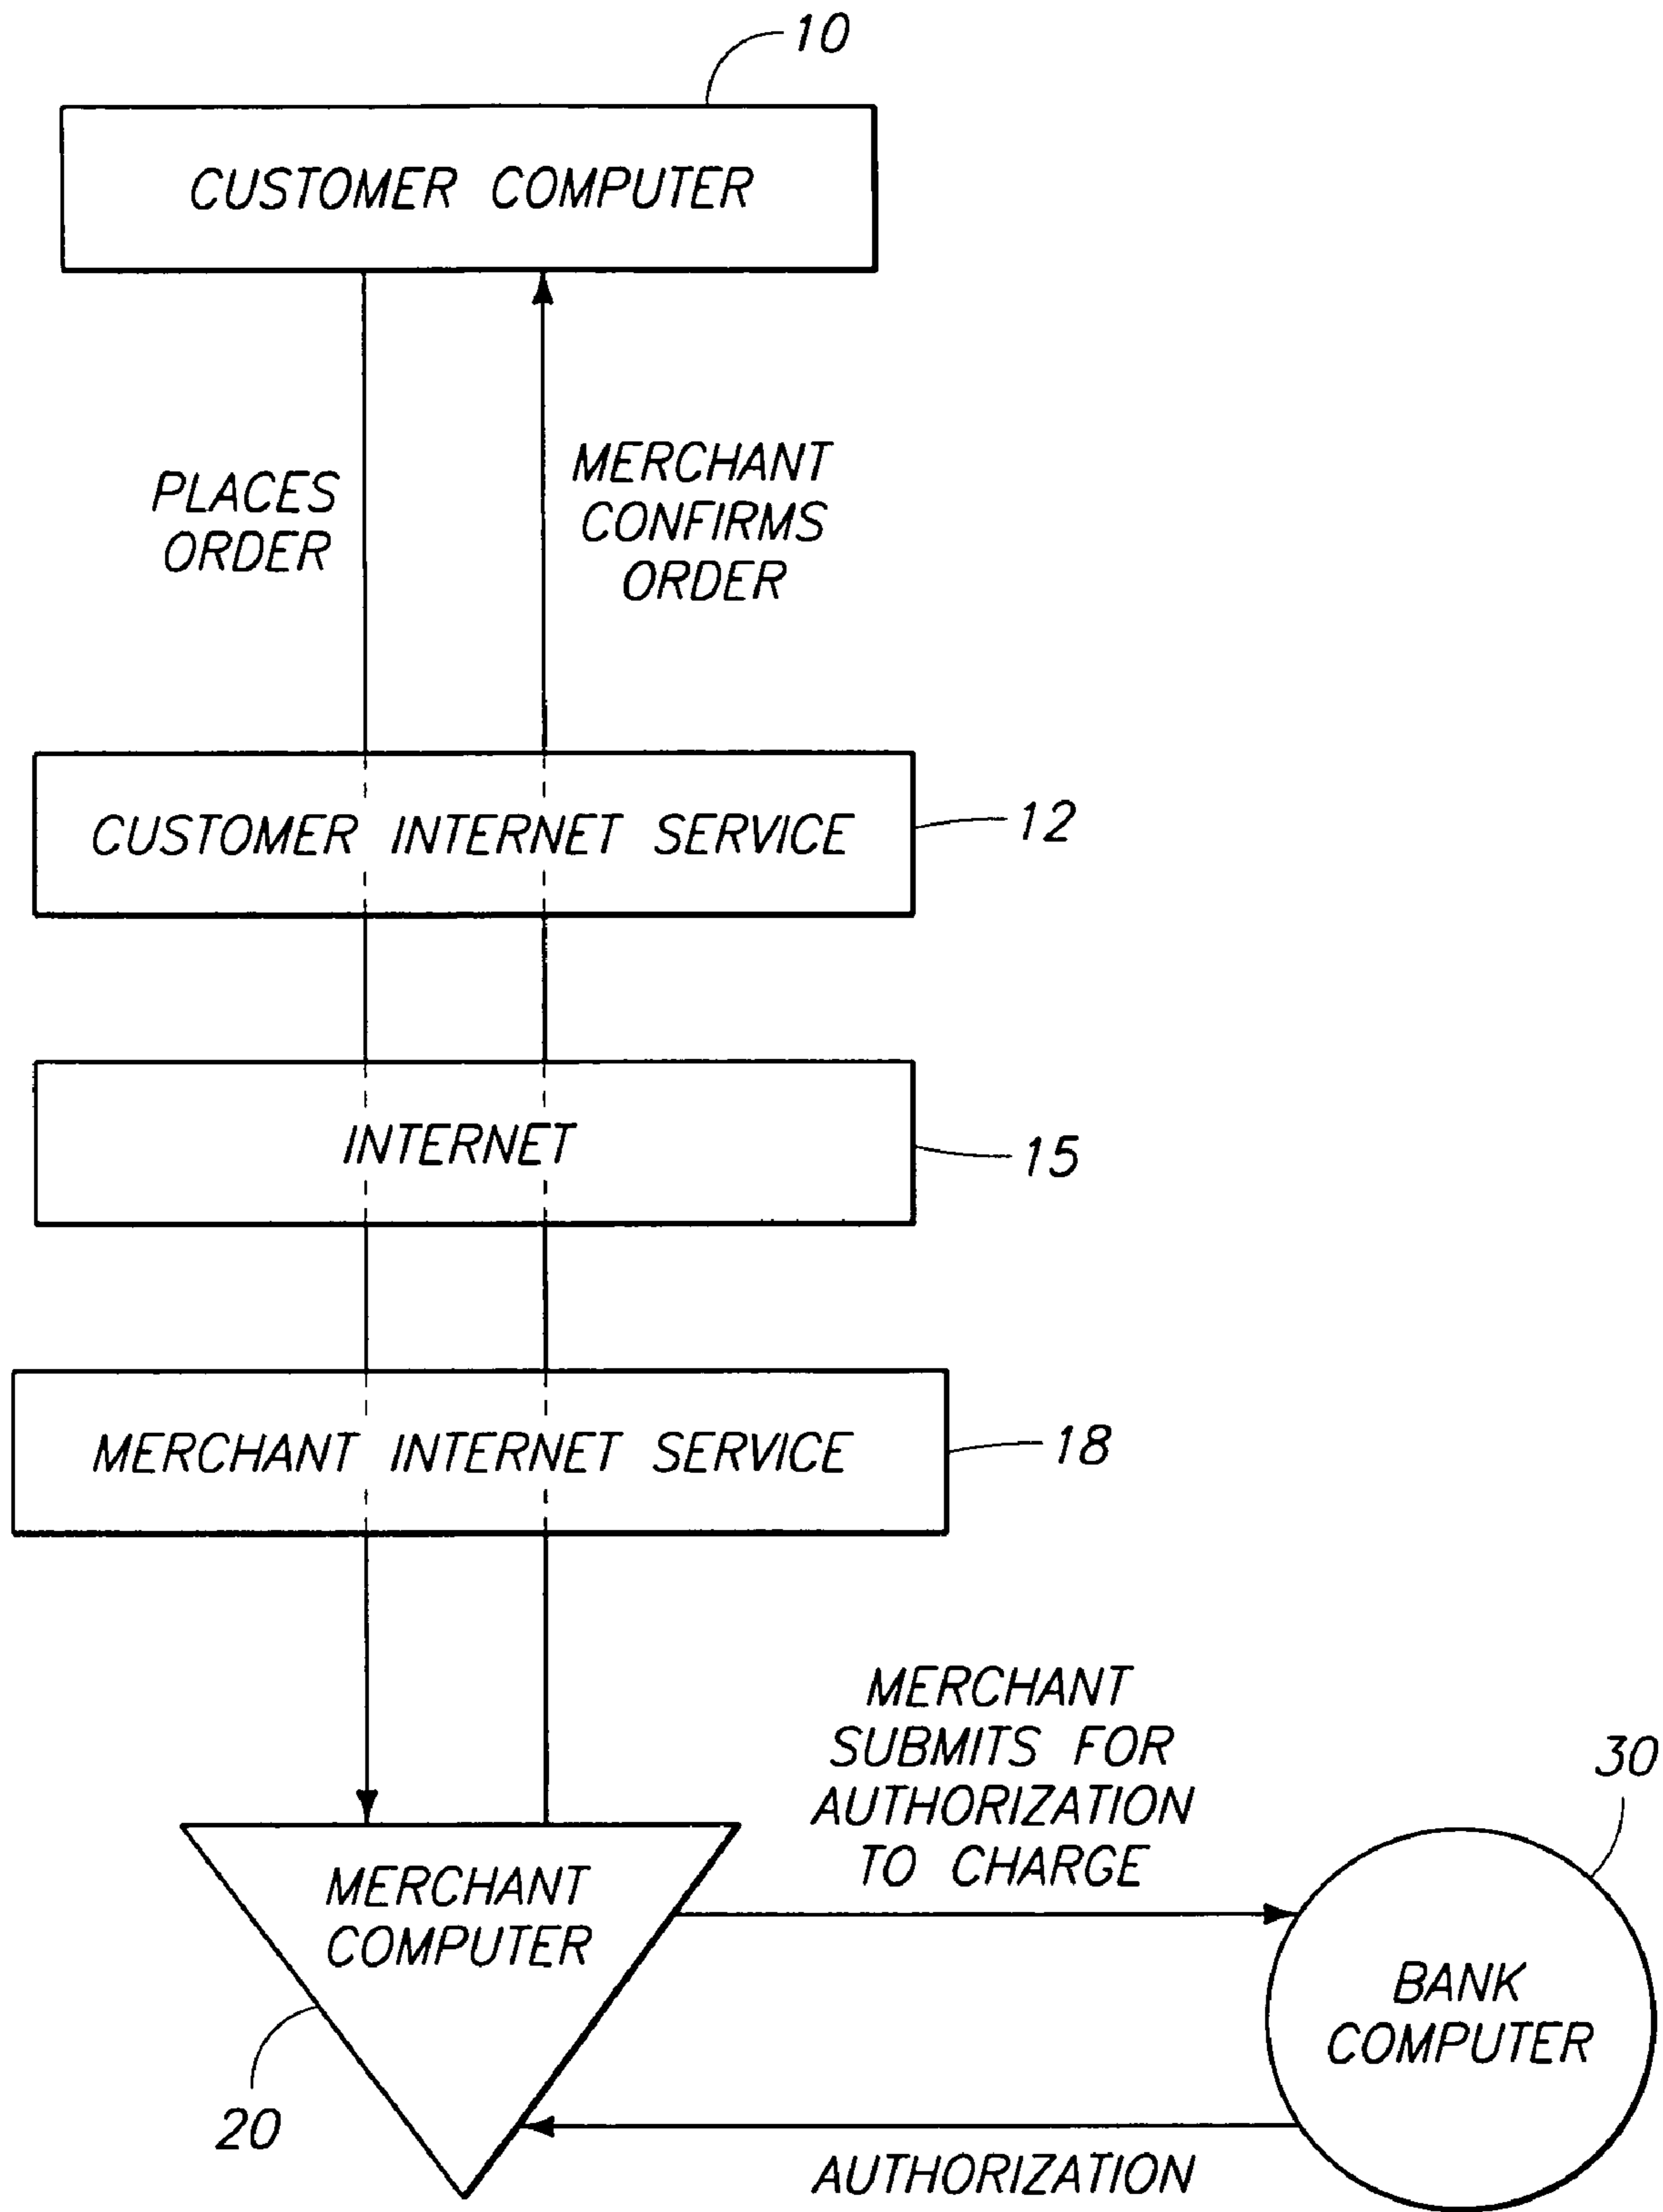 10
CUSTOMER COMPUTER
PLACES
ORDER
MERCHANT
CONFIRMS
ORDER
CUSTOMER INTERNET SERVICE
12
INTERNET
15
MERCHANT INTERNET SERVICE
18
MERCHANT
SUBMITS FOR
AUTHORIZATION
TO CHARGE
30
MERCHANT
COMPUTER
BANK
COMPUTER
20
AUTHORIZATION